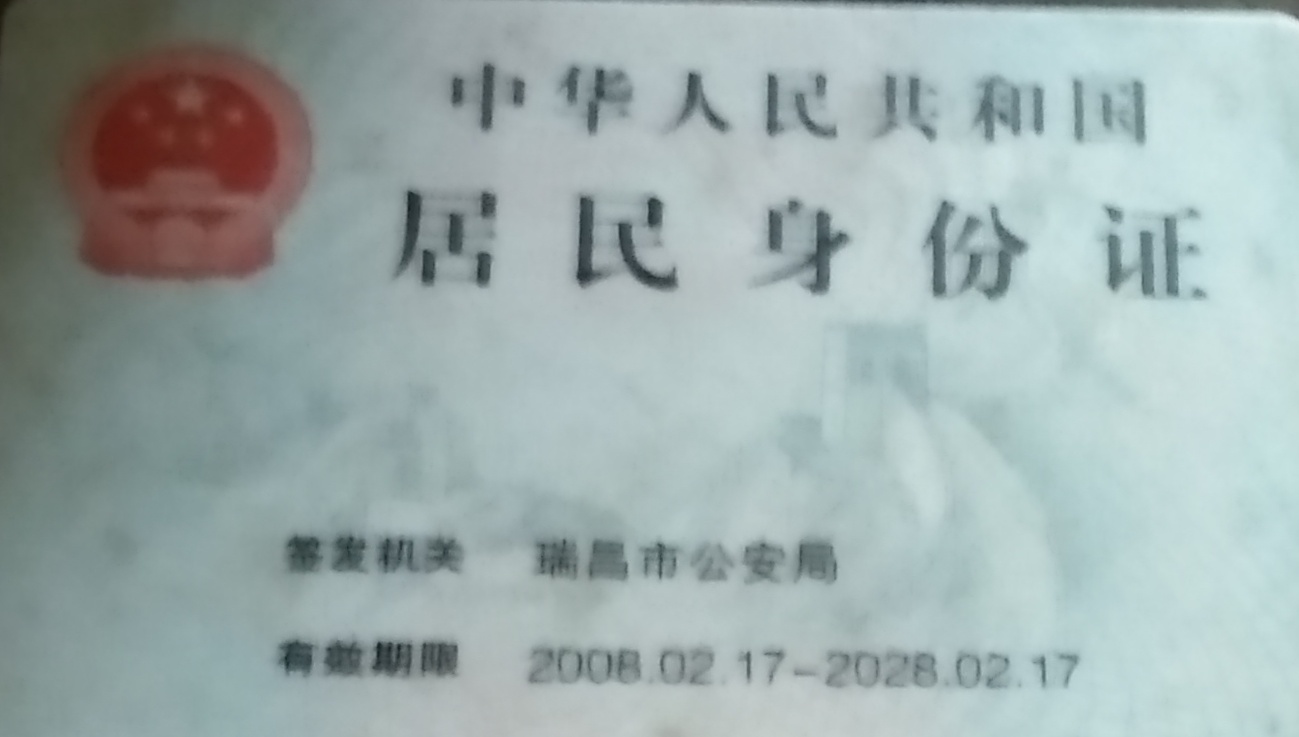 中华人民共和国
居民身份证
签发机关 瑞昌市公安局
有效期限 2008.02.17-2028.02.17